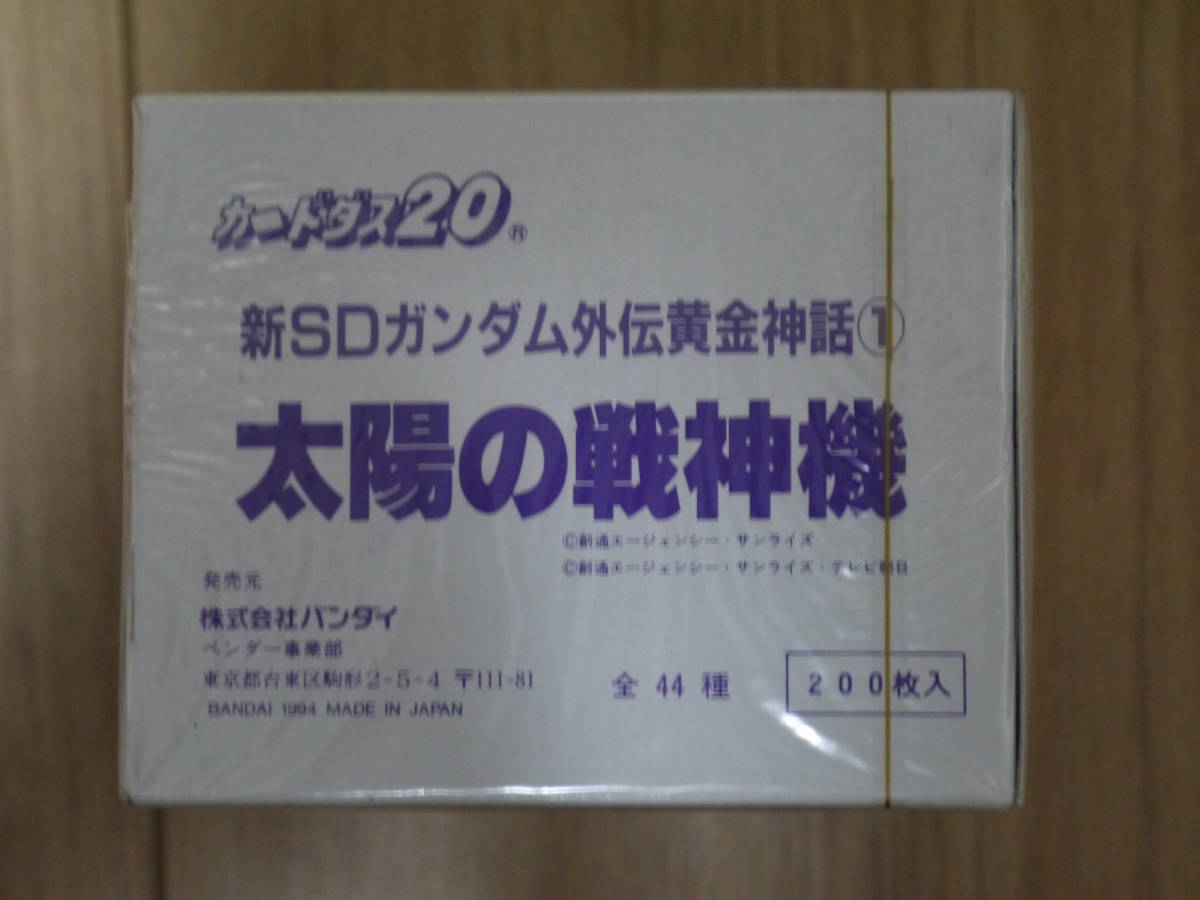 カードダス20®
新SDガンダム外伝黄金神話①
太陽の戦神機
©創通エージェンシー・サンライズ
©創通エージェンシー・サンライズ・テレビ朝日
発売元
株式会社バンダイ
ベンダー事業部
東京都台東区駒形2-5-4 〒111-81
BANDAI 1994 MADE IN JAPAN
全 44 種
200枚入